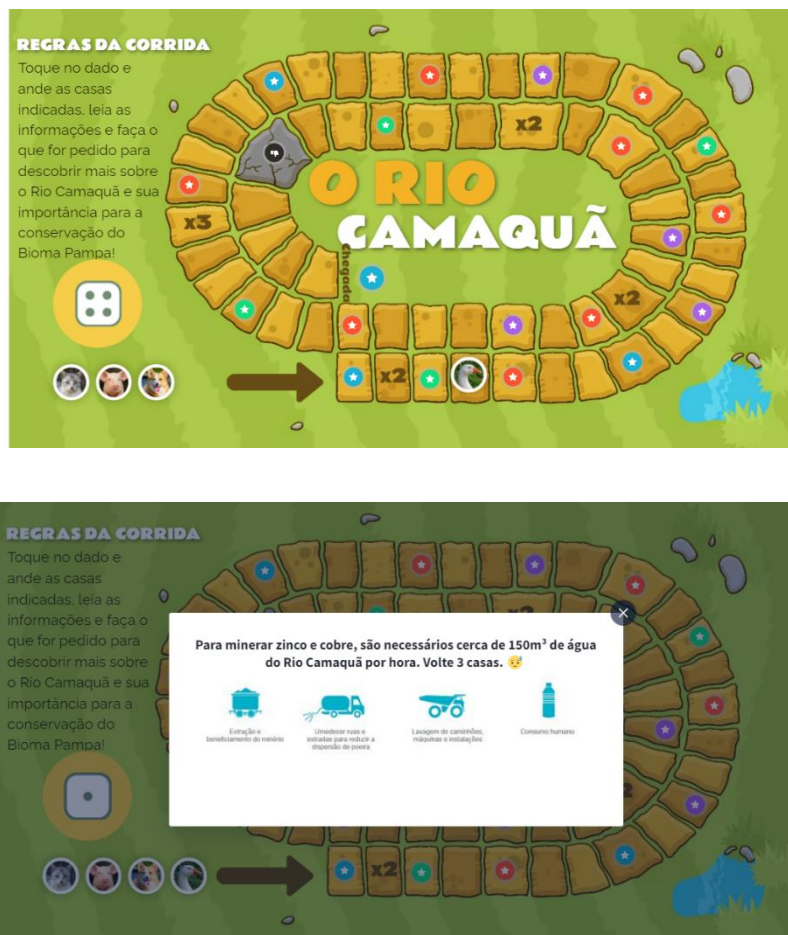 REGRAS DA CORRIDA
Toque no dado e
ande as casas
indicadas, leia as
informações e faça o
que for pedido para
descobrir mais sobre
o Rio Camaquã e sua
importância para a
conservação do
Bioma Pampa!
x2
x3
O RIO
CAMAQUÃ
Chegada
x2
x2
REGRAS DA CORRIDA
Toque no dado e
ande as casas
indicadas, leia as
informações e faça o
que for pedido para
descobrir mais sobre
o Rio Camaquã e sua
importância para a
conservação do
Bioma Pampa!
x2
Para minerar zinco e cobre, são necessários cerca de 150m³ de água
do Rio Camaquã por hora. Volte 3 casas. 😓
Extração e
beneficiamento do minério
Umedecer ruas e
estradas para reduzir a
dispersão de poeira
Lavagem de caminhões,
máquinas e instalações
Consumo humano
2
x2